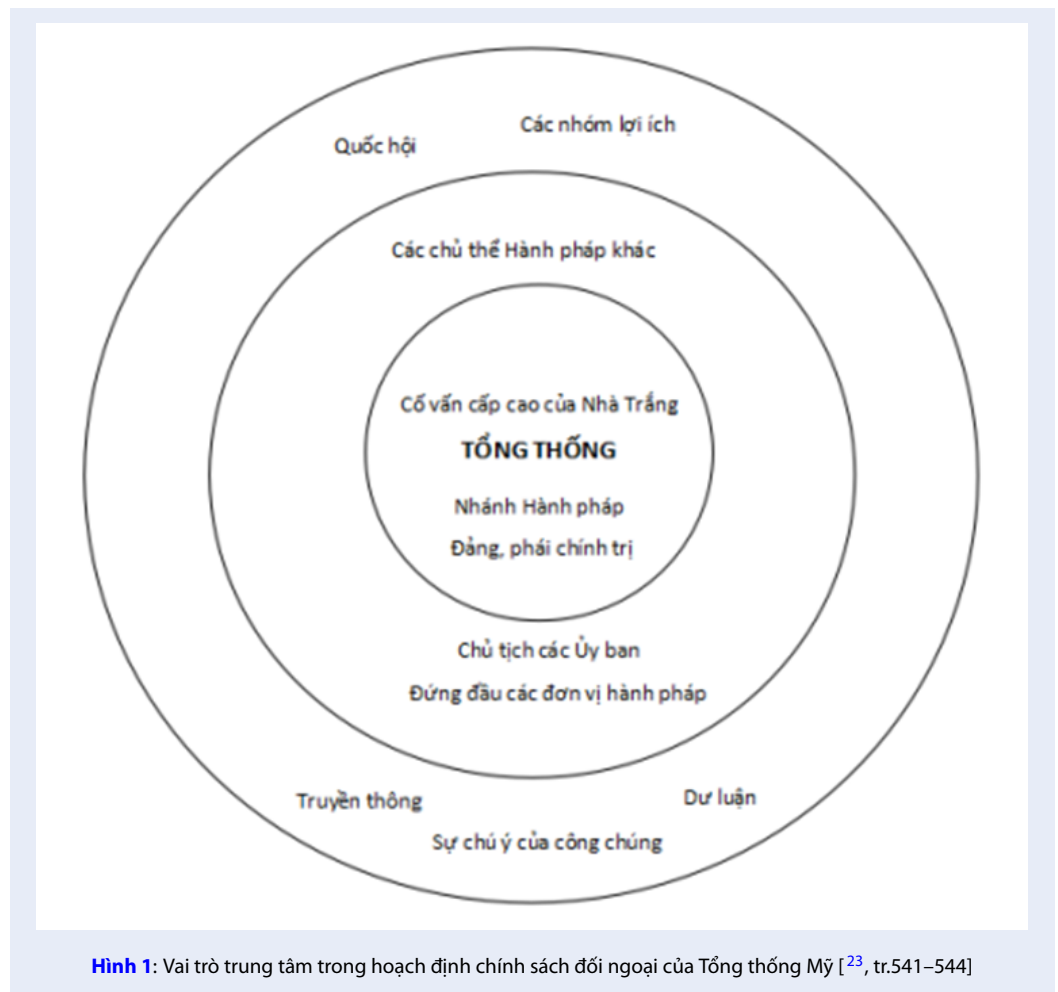 Các nhóm lợi ích
Quốc hội
Các chủ thể Hành pháp khác
Cố vấn cấp cao của Nhà Trắng
TỔNG THỐNG
Nhánh Hành pháp
Đảng, phái chính trị
Chủ tịch các Ủy ban
Đứng đầu các đơn vị hành pháp
Truyền thông
Dư luận
Sự chú ý của công chúng
Hình 1: Vai trò trung tâm trong hoạch định chính sách đối ngoại của Tổng thống Mỹ [23, tr.541–544]